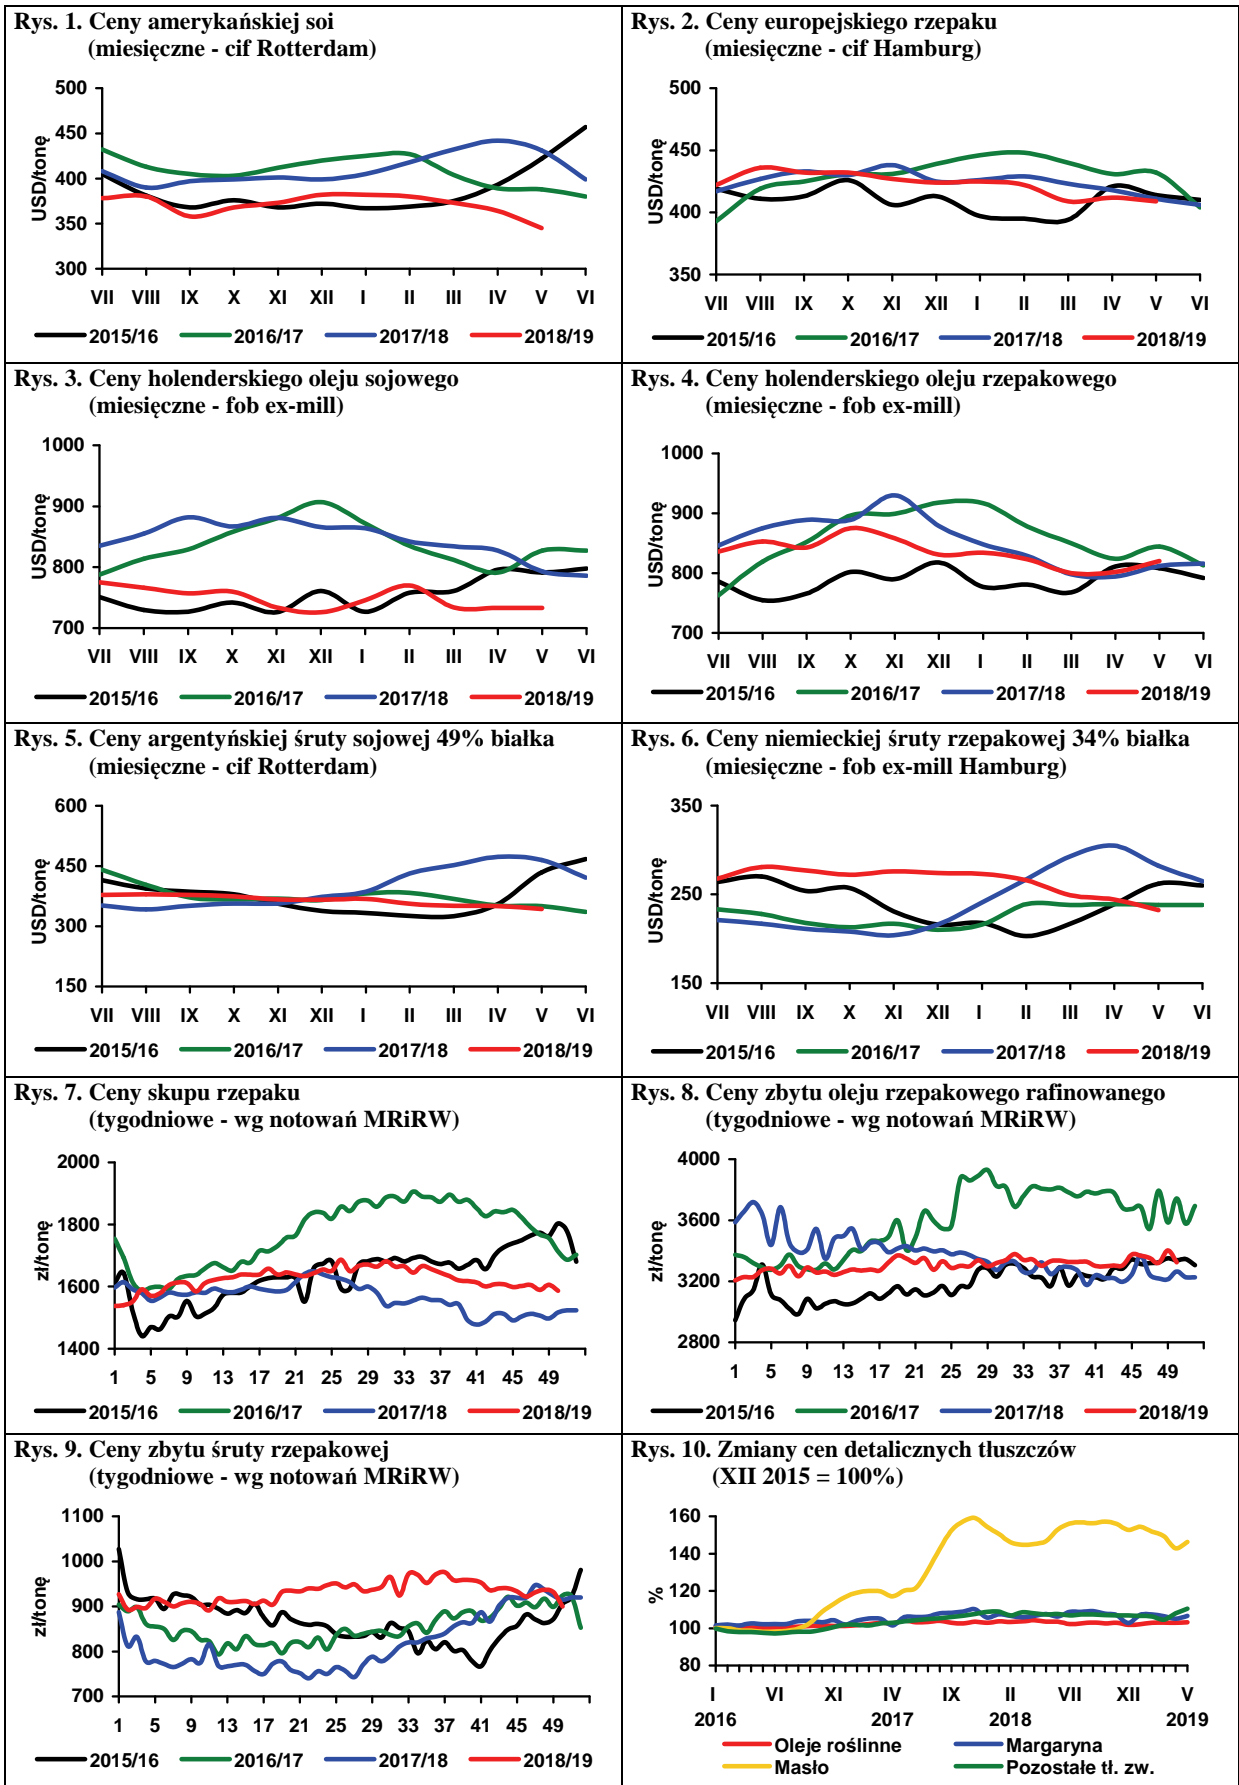 Rys. 1. Ceny amerykańskiej soi
(miesięczne - cif Rotterdam)
500
450
400
350
300
USD/tonę
VII VIII IX X XI XII I II III IV V VI
2015/16 2016/17 2017/18 2018/19
Rys. 2. Ceny europejskiego rzepaku
(miesięczne - cif Hamburg)
500
450
400
350
USD/tonę
VII VIII IX X XI XII I II III IV V VI
2015/16 2016/17 2017/18 2018/19
Rys. 3. Ceny holenderskiego oleju sojowego
(miesięczne - fob ex-mill)
1000
900
800
700
USD/tonę
VII VIII IX X XI XII I II III IV V VI
2015/16 2016/17 2017/18 2018/19
Rys. 4. Ceny holenderskiego oleju rzepakowego
(miesięczne - fob ex-mill)
1000
900
800
700
USD/tonę
VII VIII IX X XI XII I II III IV V VI
2015/16 2016/17 2017/18 2018/19
Rys. 5. Ceny argentyńskiej śruty sojowej 49% białka
(miesięczne - cif Rotterdam)
600
450
300
150
USD/tonę
VII VIII IX X XI XII I II III IV V VI
2015/16 2016/17 2017/18 2018/19
Rys. 6. Ceny niemieckiej śruty rzepakowej 34% białka
(miesięczne - fob ex-mill Hamburg)
350
250
150
USD/tonę
VII VIII IX X XI XII I II III IV V VI
2015/16 2016/17 2017/18 2018/19
Rys. 7. Ceny skupu rzepaku
(tygodniowe - wg notowań MRiRW)
2000
1800
1600
1400
zł/tonę
1 5 9 13 17 21 25 29 33 37 41 45 49
2015/16 2016/17 2017/18 2018/19
Rys. 8. Ceny zbytu oleju rzepakowego rafinowanego
(tygodniowe - wg notowań MRiRW)
4000
3600
3200
2800
zł/tonę
1 5 9 13 17 21 25 29 33 37 41 45 49
2015/16 2016/17 2017/18 2018/19
Rys. 9. Ceny zbytu śruty rzepakowej
(tygodniowe - wg notowań MRiRW)
1100
1000
900
800
700
zł/tonę
1 5 9 13 17 21 25 29 33 37 41 45 49
2015/16 2016/17 2017/18 2018/19
Rys. 10. Zmiany cen detalicznych tłuszczów
(XII 2015 = 100%)
160
140
120
100
80
%
I VI XI IV IX II VII XII V
2016 2017 2018 2019
Oleje roślinne Margaryna
Masło Pozostałe tł. zw.